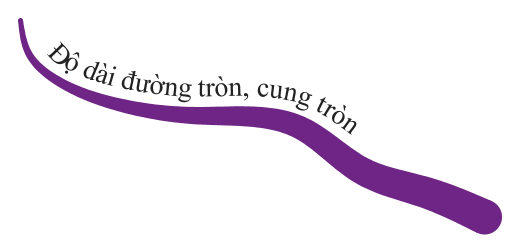 Độ dài đường tròn, cung tròn